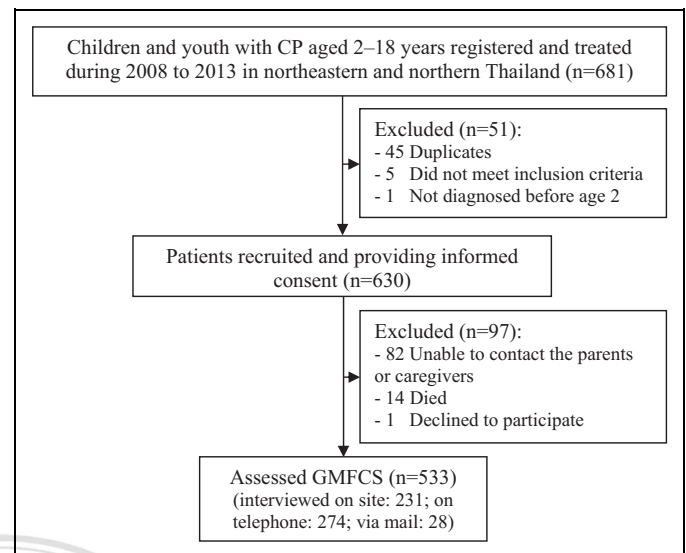 Children and youth with CP aged 2–18 years registered and treated
during 2008 to 2013 in northeastern and northern Thailand (n=681)
Excluded (n=51):
- 45 Duplicates
- 5 Did not meet inclusion criteria
- 1 Not diagnosed before age 2
Patients recruited and providing informed
consent (n=630)
Excluded (n=97):
- 82 Unable to contact the parents
or caregivers
- 14 Died
- 1 Declined to participate
Assessed GMFCS (n=533)
(interviewed on site: 231; on
telephone: 274; via mail: 28)